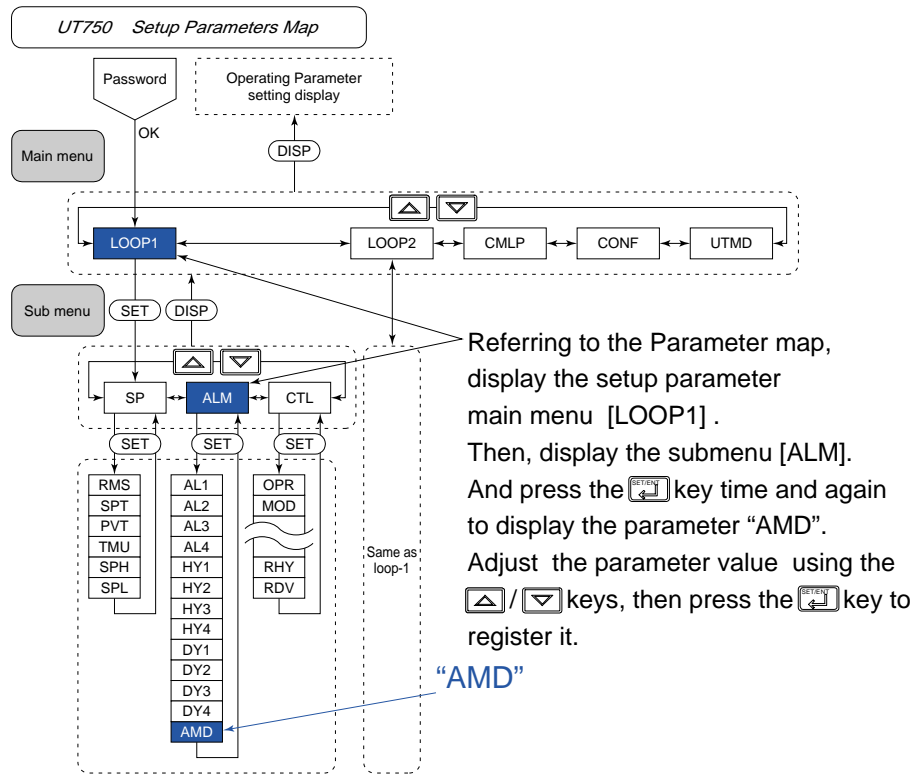 UT750 Setup Parameters Map
Password
Operating Parameter
setting display
OK
Main menu
DISP
LOOP1
LOOP2
CMLP
CONF
UTMD
Sub menu
SET
DISP
SP
ALM
CTL
SET
SET
SET
RMS
SPT
PVT
TMU
SPH
SPL
AL1
AL2
AL3
AL4
HY1
HY2
HY3
HY4
DY1
DY2
DY3
DY4
AMD
OPR
MOD
RHY
RDV
Same as
loop-1
Referring to the Parameter map,
display the setup parameter
main menu [LOOP1] .
Then, display the submenu [ALM].
And press the SET/ENT key time and again
to display the parameter “AMD”.
Adjust the parameter value using the
/ keys, then press the SET/ENT key to
register it.
“AMD”